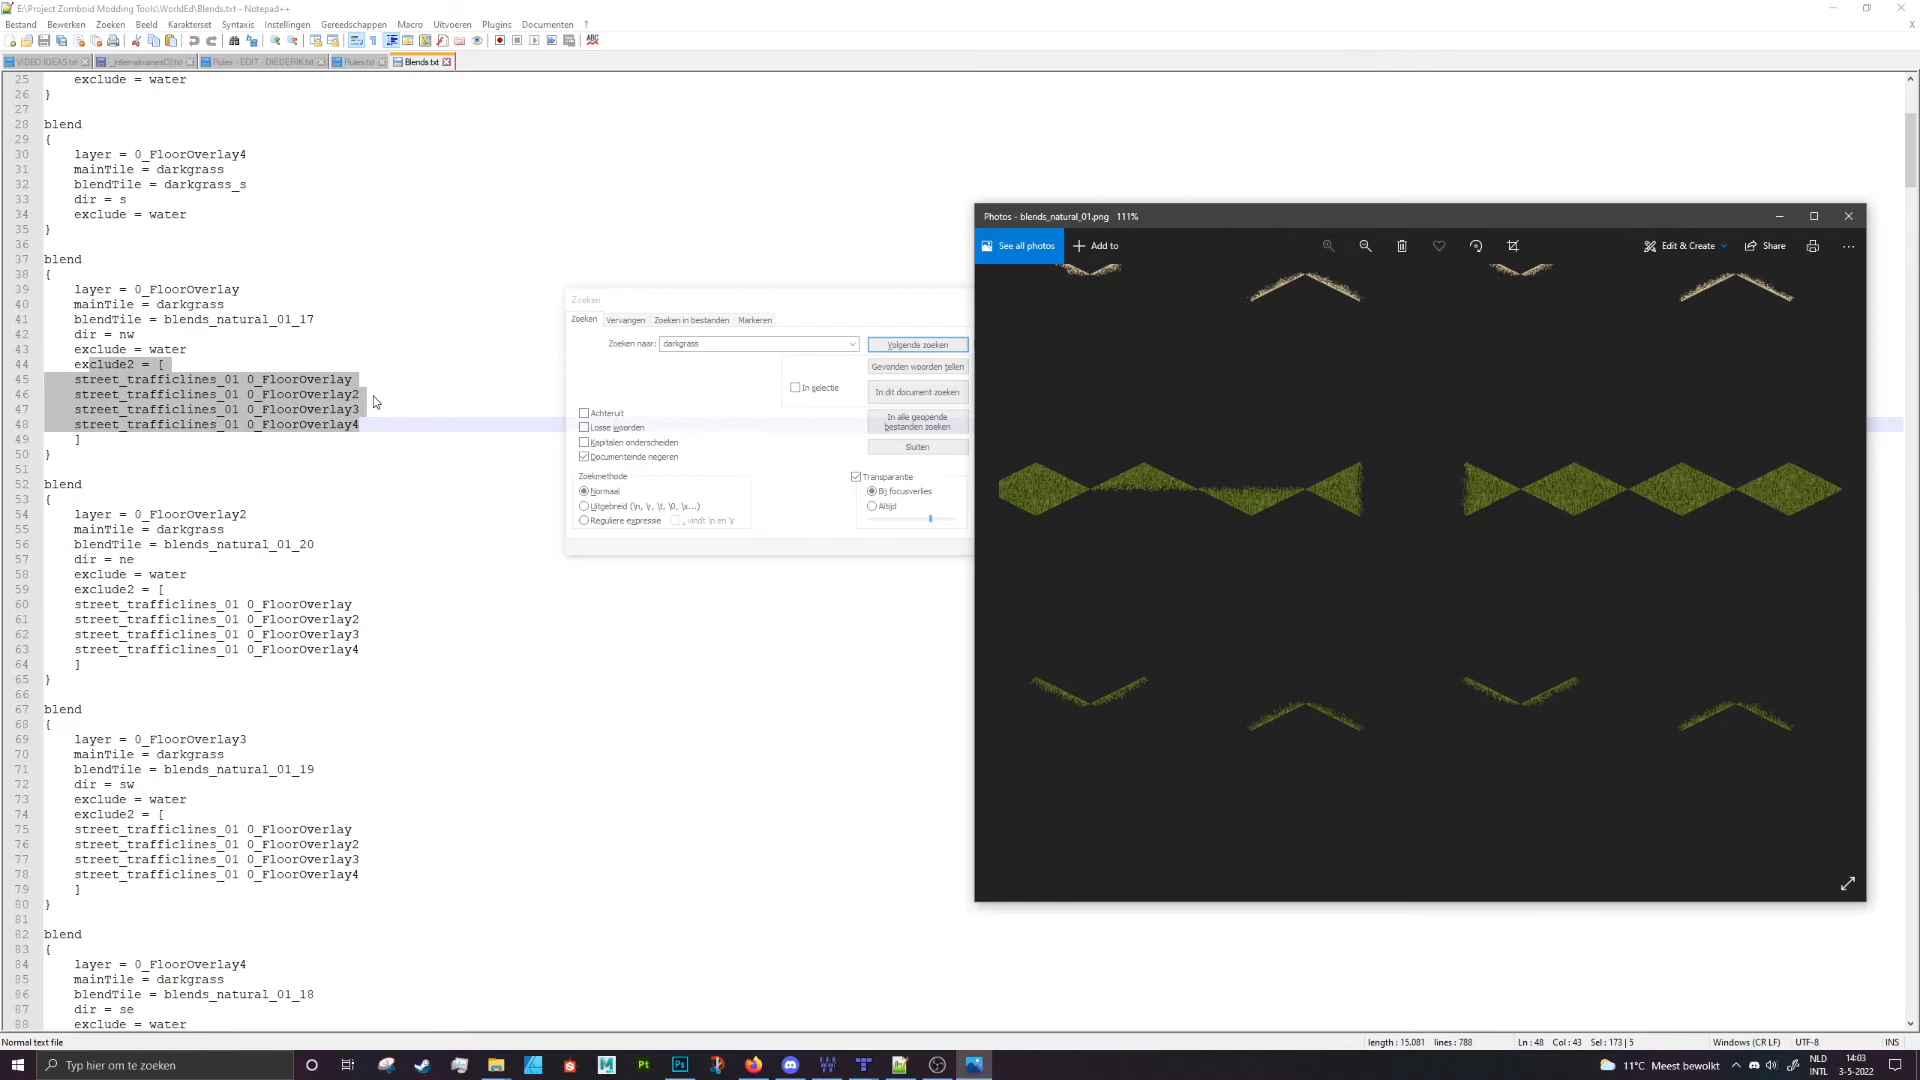 E:\Project Zomboid Modding Tools\WorldEd\Blends.txt - Notepad++
Bestand Bewerken Zoeken Beeld Karakterset Syntaxis Instellingen Gereedschappen Macro Uitvoeren Plugins Documenten ?
VIDEO IDEAS.txt _internalnames(3).txt Rules - EDIT - DIEDERIK.txt Rules.txt Blends.txt
25 exclude = water
26 }
27
28 blend
29 {
30 layer = 0_FloorOverlay4
31 mainTile = darkgrass
32 blendTile = darkgrass_s
33 dir = s
34 exclude = water
35 }
36
37 blend
38 {
39 layer = 0_FloorOverlay
40 mainTile = darkgrass
41 blendTile = blends_natural_01_17
42 dir = nw
43 exclude = water
44 exclude2 = [
45 street_trafficlines_01 0_FloorOverlay
46 street_trafficlines_01 0_FloorOverlay2
47 street_trafficlines_01 0_FloorOverlay3
48 street_trafficlines_01 0_FloorOverlay4
49 ]
50 }
51
52 blend
53 {
54 layer = 0_FloorOverlay2
55 mainTile = darkgrass
56 blendTile = blends_natural_01_20
57 dir = ne
58 exclude = water
59 exclude2 = [
60 street_trafficlines_01 0_FloorOverlay
61 street_trafficlines_01 0_FloorOverlay2
62 street_trafficlines_01 0_FloorOverlay3
63 street_trafficlines_01 0_FloorOverlay4
64 ]
65 }
66
67 blend
68 {
69 layer = 0_FloorOverlay3
70 mainTile = darkgrass
71 blendTile = blends_natural_01_19
72 dir = sw
73 exclude = water
74 exclude2 = [
75 street_trafficlines_01 0_FloorOverlay
76 street_trafficlines_01 0_FloorOverlay2
77 street_trafficlines_01 0_FloorOverlay3
78 street_trafficlines_01 0_FloorOverlay4
79 ]
80 }
81
82 blend
83 {
84 layer = 0_FloorOverlay4
85 mainTile = darkgrass
86 blendTile = blends_natural_01_18
87 dir = se
88 exclude = water
Zoeken
Zoeken Vervangen Zoeken in bestanden Markeren
Zoeken naar: darkgrass Volgende zoeken
Gevonden woorden tellen
In selectie In dit document zoeken
Achteruit In alle geopende
Losse woorden bestanden zoeken
Kapitalen onderscheiden Sluiten
Documenteinde negeren
Zoekmethode Transparantie
Normaal Bij focusverlies
Uitgebreid (\n, \r, \t, \0, \x...) Altijd
Reguliere expressie . vindt \n en \r
Photos - blends_natural_01.png 111%
See all photos Add to Edit & Create Share
Normal text file length : 15.081 lines : 788 Ln : 48 Col : 43 Sel : 173 | 5 Windows (CR LF) UTF-8 INS
Typ hier om te zoeken 11°C Meest bewolkt NLD 14:03
INTL 3-5-2022